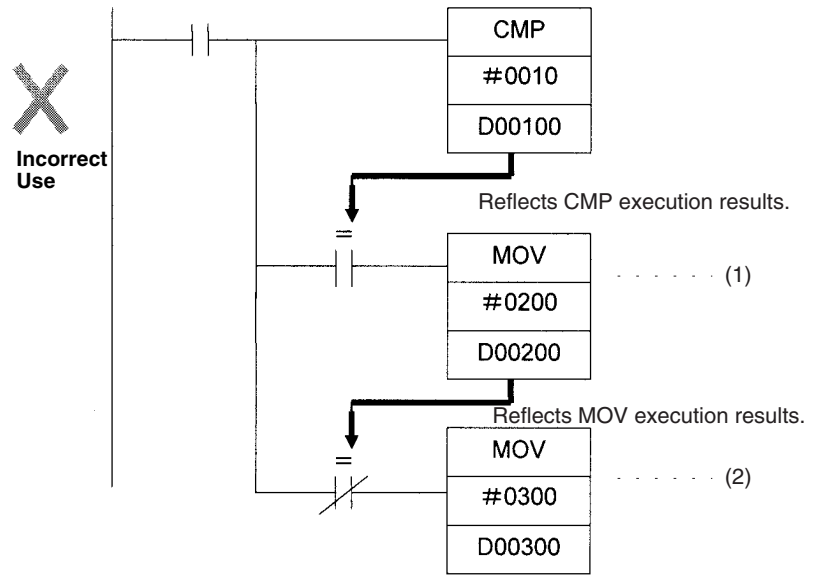 CMP
#0010
D00100
Incorrect
Use
Reflects CMP execution results.
=
MOV
(1)
#0200
D00200
Reflects MOV execution results.
=
MOV
(2)
#0300
D00300